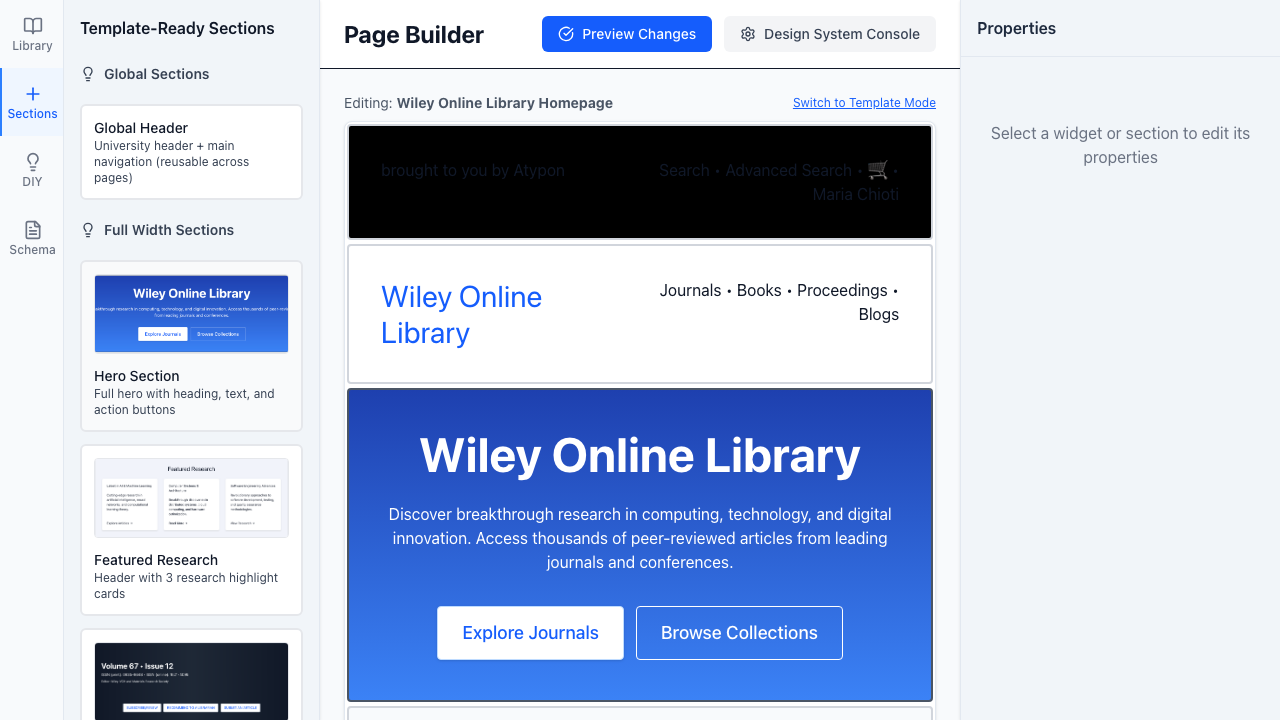 Library
Sections
DIY
Schema
Template-Ready Sections
Global Sections
Global Header
University header + main
navigation (reusable across
pages)
Full Width Sections
Wiley Online Library
Explore Journals
Browse Collections
Hero Section
Full hero with heading, text, and
action buttons
Featured Research
Featured Research
Header with 3 research highlight
cards
Volume 67 • Issue 12
Page Builder
Preview Changes
Design System Console
Editing: Wiley Online Library Homepage
Switch to Template Mode
brought to you by Atypon
Search • Advanced Search • 🛒 •
Maria Chioti
Wiley Online
Library
Journals • Books • Proceedings •
Blogs
Wiley Online Library
Discover breakthrough research in computing, technology, and digital
innovation. Access thousands of peer-reviewed articles from leading
journals and conferences.
Explore Journals
Browse Collections
Properties
Select a widget or section to edit its
properties